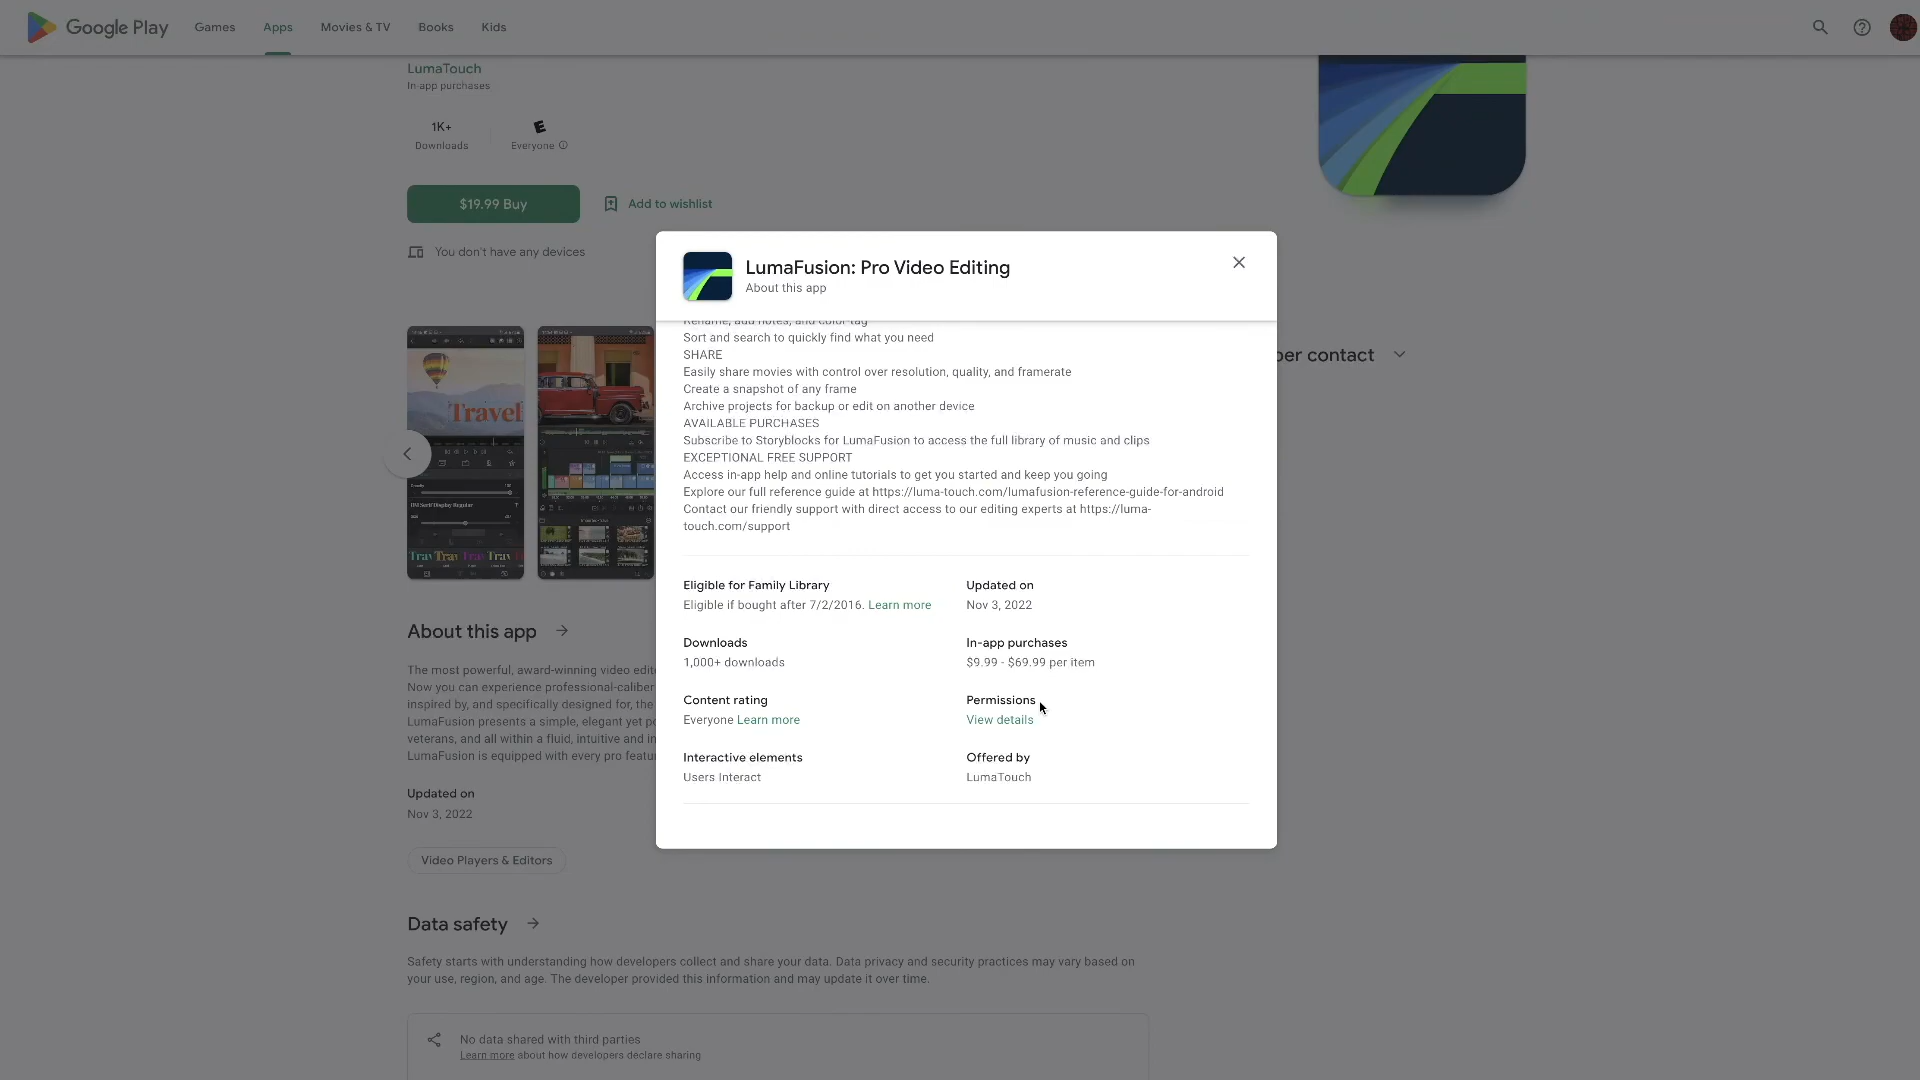 Google Play
Games
Apps
Movies & TV
Books
Kids
LumaTouch
In-app purchases
1K+
Downloads
E
Everyone
$19.99 Buy
Add to wishlist
You don't have any devices
Travel
LumaFusion: Pro Video Editing
About this app
Rename, add notes, and color-tag
Sort and search to quickly find what you need
SHARE
Easily share movies with control over resolution, quality, and framerate
Create a snapshot of any frame
Archive projects for backup or edit on another device
AVAILABLE PURCHASES
Subscribe to Storyblocks for LumaFusion to access the full library of music and clips
EXCEPTIONAL FREE SUPPORT
Access in-app help and online tutorials to get you started and keep you going
Explore our full reference guide at https://luma-touch.com/lumafusion-reference-guide-for-android
Contact our friendly support with direct access to our editing experts at https://luma-
touch.com/support
Eligible for Family Library
Eligible if bought after 7/2/2016. Learn more
Updated on
Nov 3, 2022
Downloads
1,000+ downloads
In-app purchases
$9.99 - $69.99 per item
Content rating
Everyone Learn more
Permissions
View details
Interactive elements
Users Interact
Offered by
LumaTouch
per contact
About this app
The most powerful, award-winning video edit
Now you can experience professional-caliber
inspired by, and specifically designed for, the
LumaFusion presents a simple, elegant yet po
veterans, and all within a fluid, intuitive and in
LumaFusion is equipped with every pro featur
Updated on
Nov 3, 2022
Video Players & Editors
Data safety
Safety starts with understanding how developers collect and share your data. Data privacy and security practices may vary based on
your use, region, and age. The developer provided this information and may update it over time.
No data shared with third parties
Learn more about how developers declare sharing